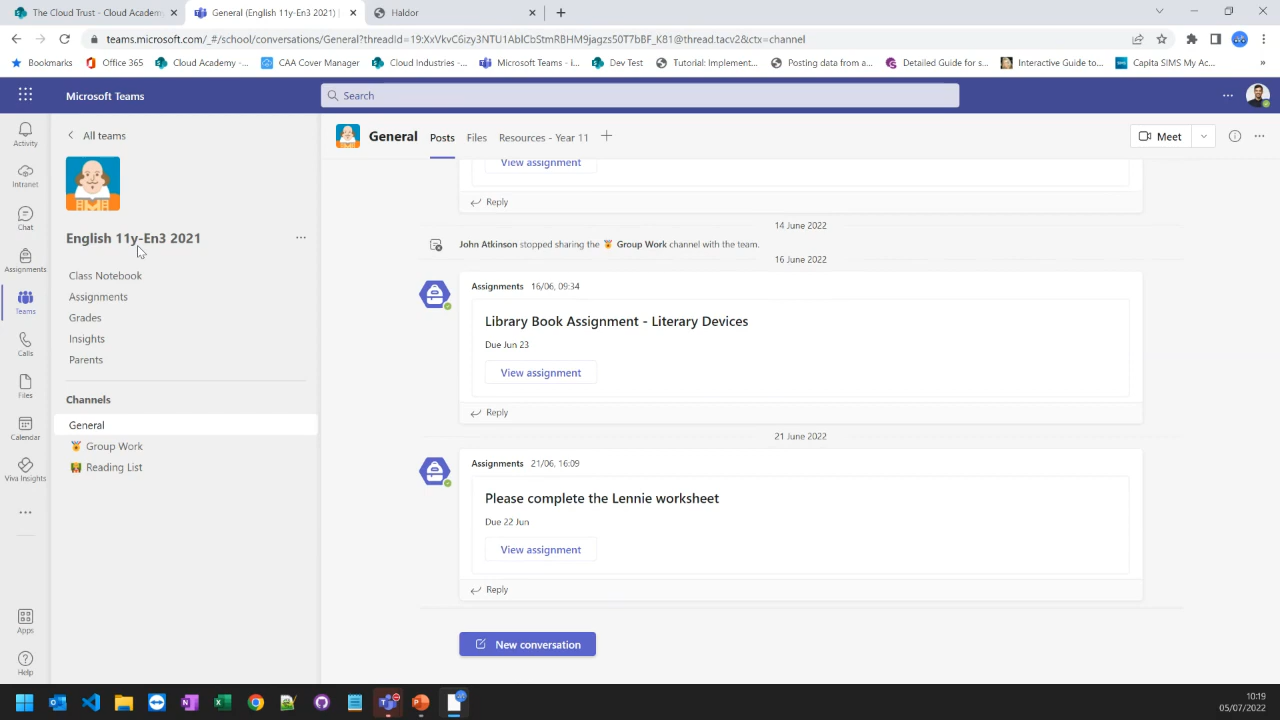 The Cloud Trust - Cloud Academ
General (English 11y-En3 2021) |
Haldor
teams.microsoft.com/_#/school/conversations/General?threadId=19:XxVkvC6izy3NTU1AblCbStmRBHM9jagzs50T7bBF_K81@thread.tacv2&ctx=channel
Bookmarks
Office 365
Cloud Academy -...
CAA Cover Manager
Cloud Industries -...
Microsoft Teams - i...
Dev Test
Tutorial: Implement...
Posting data from a...
Detailed Guide for s...
Interactive Guide to...
Capita SIMS My Ac...
»
Microsoft Teams
Search
Activity
Intranet
Chat
Assignments
Teams
Calls
Files
Calendar
Viva Insights
Apps
Help
All teams
English 11y-En3 2021
Class Notebook
Assignments
Grades
Insights
Parents
Channels
General
Group Work
Reading List
General
Posts
Files
Resources - Year 11
Meet
View assignment
Reply
14 June 2022
John Atkinson stopped sharing the 🏅 Group Work channel with the team.
16 June 2022
Assignments 16/06, 09:34
Library Book Assignment - Literary Devices
Due Jun 23
View assignment
Reply
21 June 2022
Assignments 21/06, 16:09
Please complete the Lennie worksheet
Due 22 Jun
View assignment
Reply
New conversation
10:19
05/07/2022